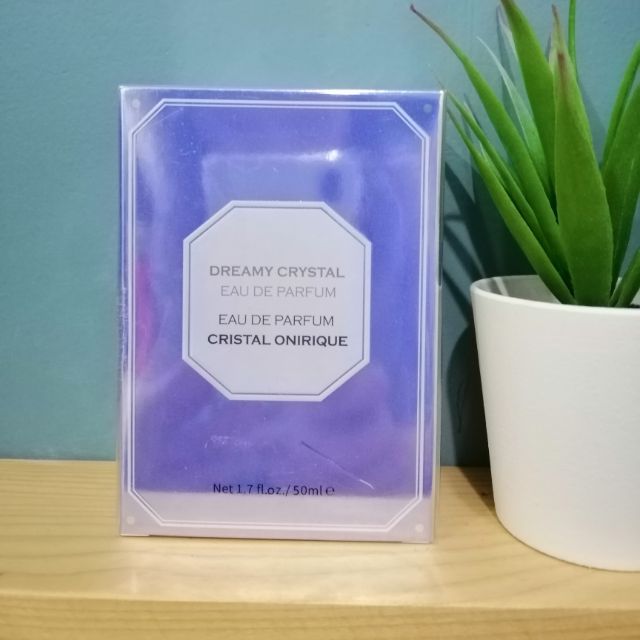 DREAMY CRYSTAL
EAU DE PARFUM
EAU DE PARFUM
CRISTAL ONIRIQUE
Net 1.7 fl.oz./50ml℮